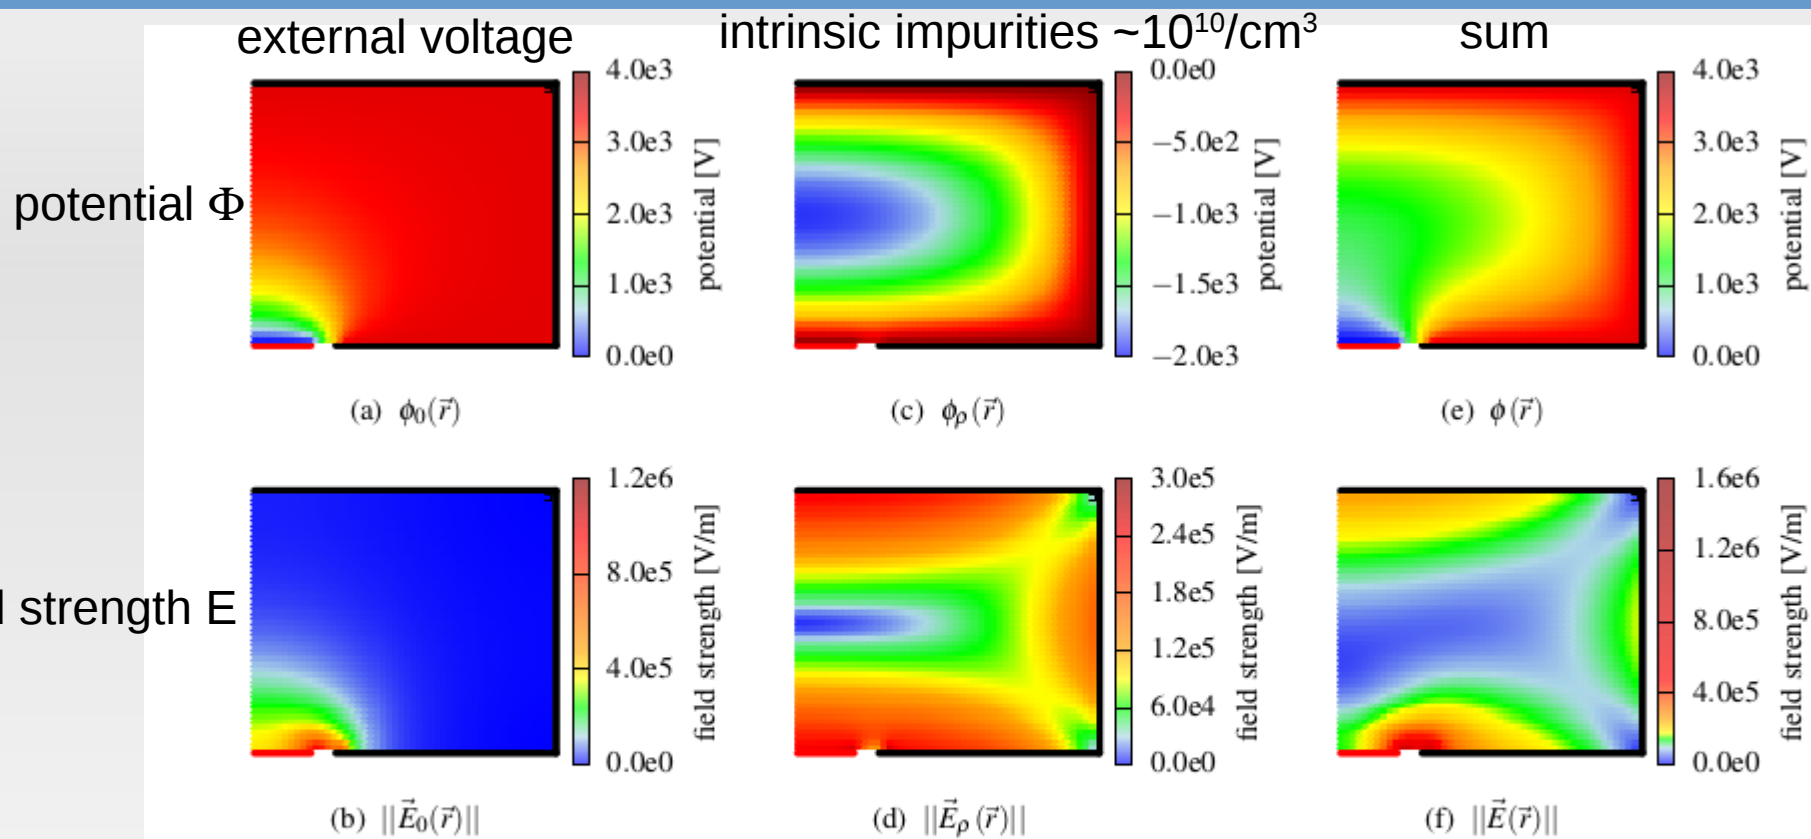 external voltage
intrinsic impurities ~10¹⁰/cm³
sum
potential Φ
4.0e3
3.0e3
2.0e3
1.0e3
0.0e0
potential [V]
(a) ϕ₀(r⃗)
0.0e0
−5.0e2
−1.0e3
−1.5e3
−2.0e3
potential [V]
(c) ϕρ(r⃗)
4.0e3
3.0e3
2.0e3
1.0e3
0.0e0
potential [V]
(e) ϕ(r⃗)
strength E
1.2e6
8.0e5
4.0e5
0.0e0
field strength [V/m]
(b) ||E⃗₀(r⃗)||
3.0e5
2.4e5
1.8e5
1.2e5
6.0e4
0.0e0
field strength [V/m]
(d) ||E⃗ρ(r⃗)||
1.6e6
1.2e6
8.0e5
4.0e5
0.0e0
field strength [V/m]
(f) ||E⃗(r⃗)||